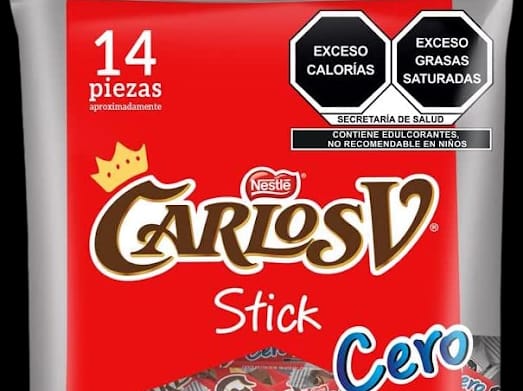 14
piezas
aproximadamente
EXCESO
CALORÍAS
EXCESO
GRASAS
SATURADAS
SECRETARÍA DE SALUD
CONTIENE EDULCORANTES,
NO RECOMENDABLE EN NIÑOS
Nestlé
CARLOS V®
Stick
Cero